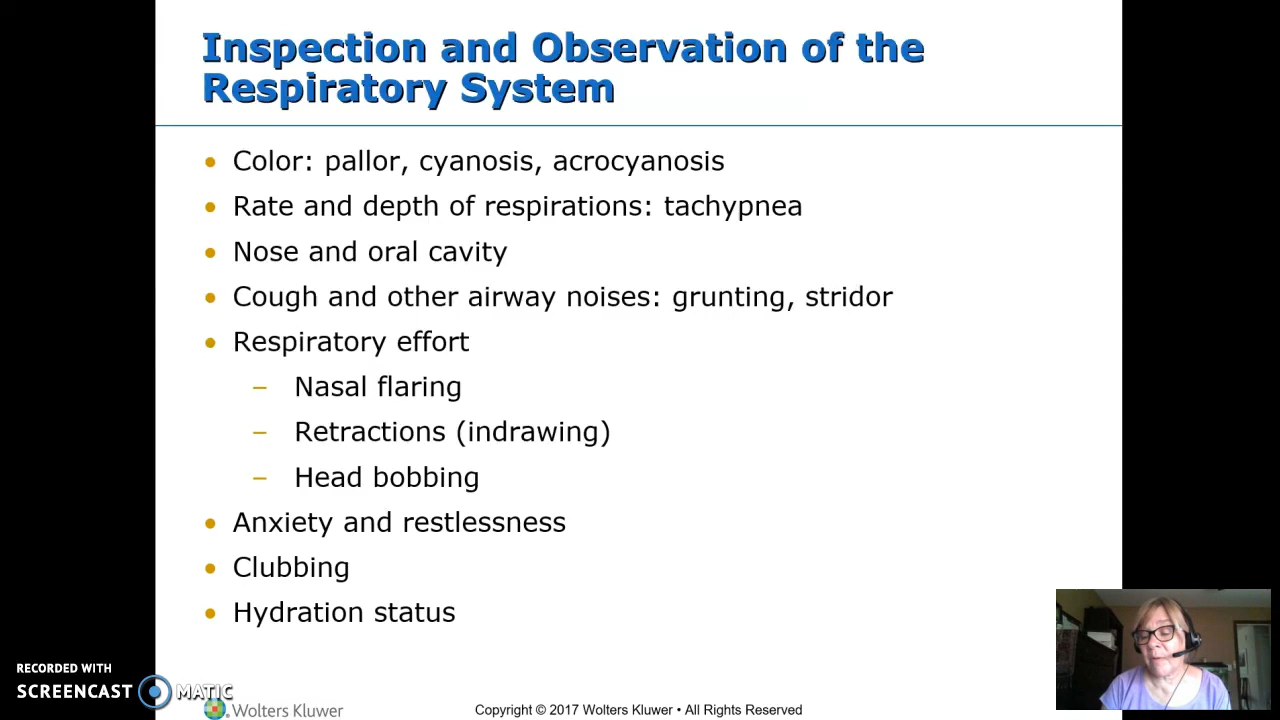 Inspection and Observation of the
Respiratory System
• Color: pallor, cyanosis, acrocyanosis
• Rate and depth of respirations: tachypnea
• Nose and oral cavity
• Cough and other airway noises: grunting, stridor
• Respiratory effort
– Nasal flaring
– Retractions (indrawing)
– Head bobbing
• Anxiety and restlessness
• Clubbing
• Hydration status
RECORDED WITH
SCREENCAST MATIC
Wolters Kluwer
Copyright © 2017 Wolters Kluwer • All Rights Reserved